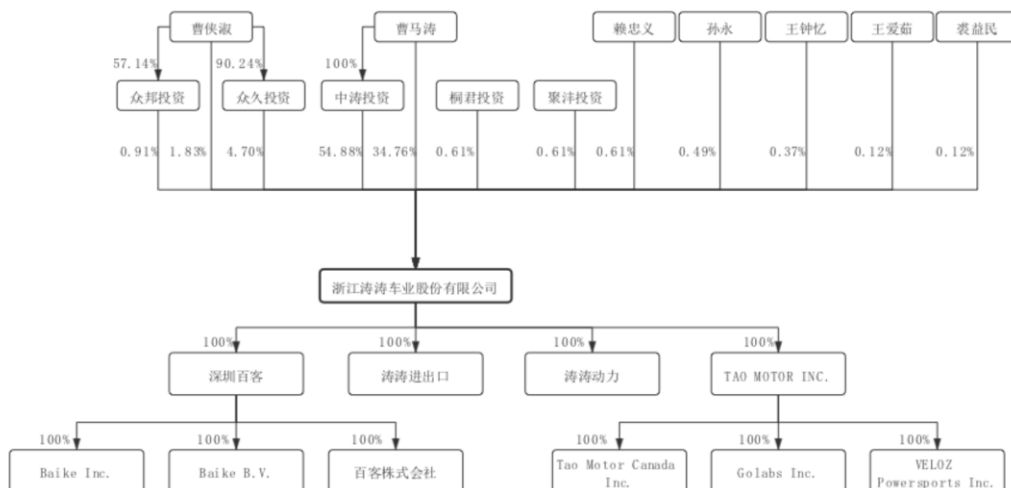 曹侠淑
曹马涛
赖忠义
孙永
王钟忆
王爱茹
裘益民
57.14%
90.24%
100%
众邦投资
众久投资
中涛投资
桐君投资
聚沣投资
0.91%
1.83%
4.70%
54.88%
34.76%
0.61%
0.61%
0.61%
0.49%
0.37%
0.12%
0.12%
浙江涛涛车业股份有限公司
100%
100%
100%
100%
深圳百客
涛涛进出口
涛涛动力
TAO MOTOR INC.
100%
100%
100%
100%
100%
100%
Baike Inc.
Baike B.V.
百客株式会社
Tao Motor Canada
Inc.
Golabs Inc.
VELOZ
Powersports Inc.